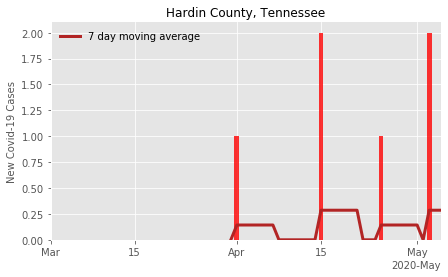 Hardin County, Tennessee
7 day moving average
New Covid-19 Cases
2.00
1.75
1.50
1.25
1.00
0.75
0.50
0.25
0.00
Mar 15 Apr 15 May
2020-May